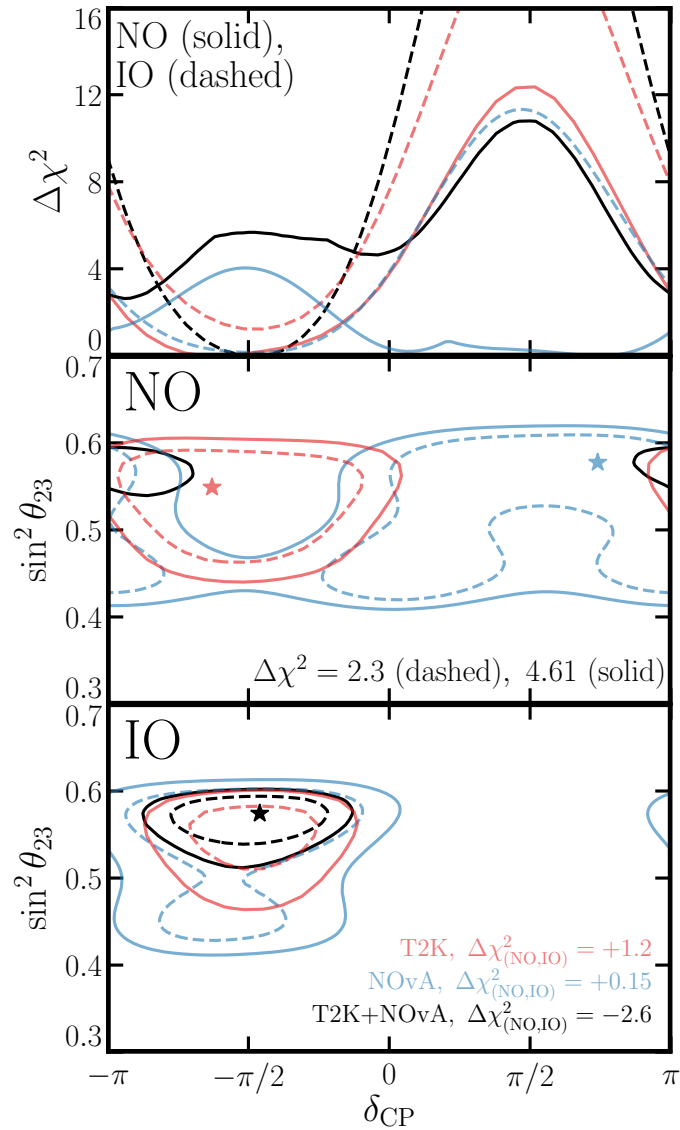 NO (solid),
IO (dashed)
Δχ²
16
12
8
4
0
NO
sin² θ₂₃
0.7
0.6
0.5
0.4
0.3
Δχ² = 2.3 (dashed), 4.61 (solid)
IO
sin² θ₂₃
0.7
0.6
0.5
0.4
0.3
T2K, Δχ²₍NO,IO₎ = +1.2
NOvA, Δχ²₍NO,IO₎ = +0.15
T2K+NOvA, Δχ²₍NO,IO₎ = −2.6
−π −π/2 0 π/2 π
δCP